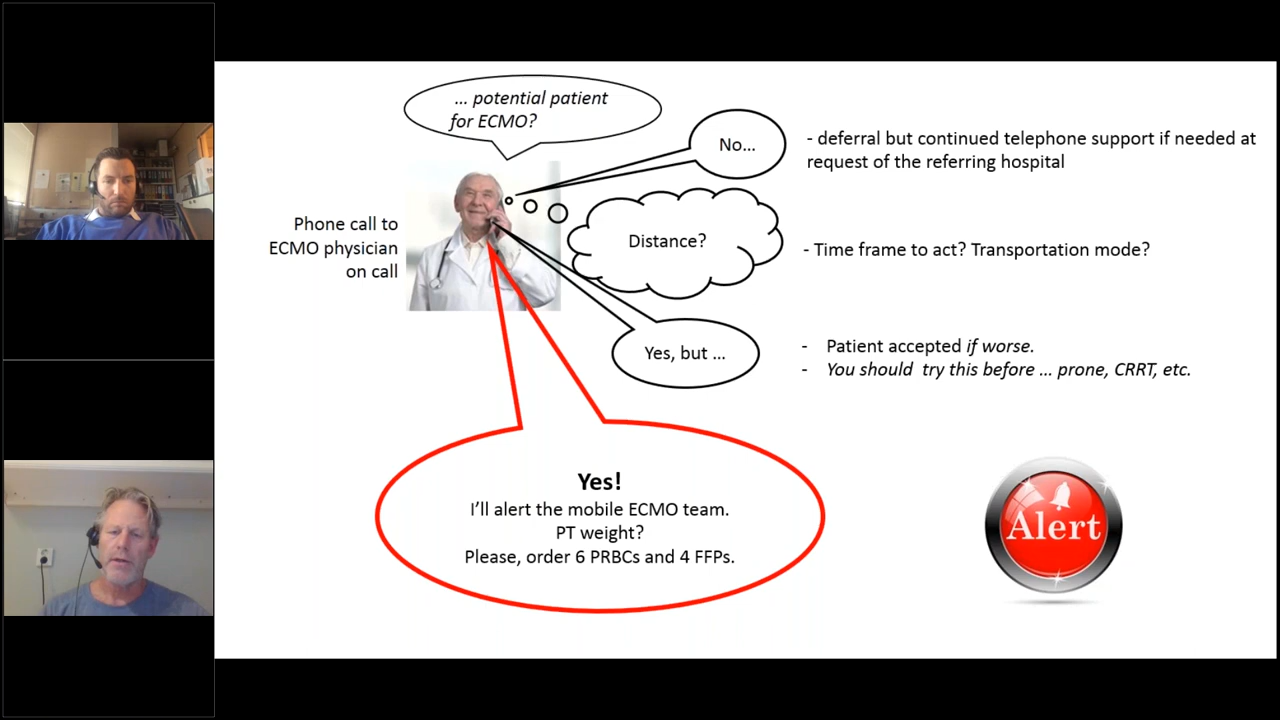 ... potential patient
for ECMO?
No...
- deferral but continued telephone support if needed at
request of the referring hospital
Phone call to
ECMO physician
on call
Distance?
- Time frame to act? Transportation mode?
Yes, but ...
- Patient accepted if worse.
- You should try this before ... prone, CRRT, etc.
Yes!
I'll alert the mobile ECMO team.
PT weight?
Please, order 6 PRBCs and 4 FFPs.
Alert